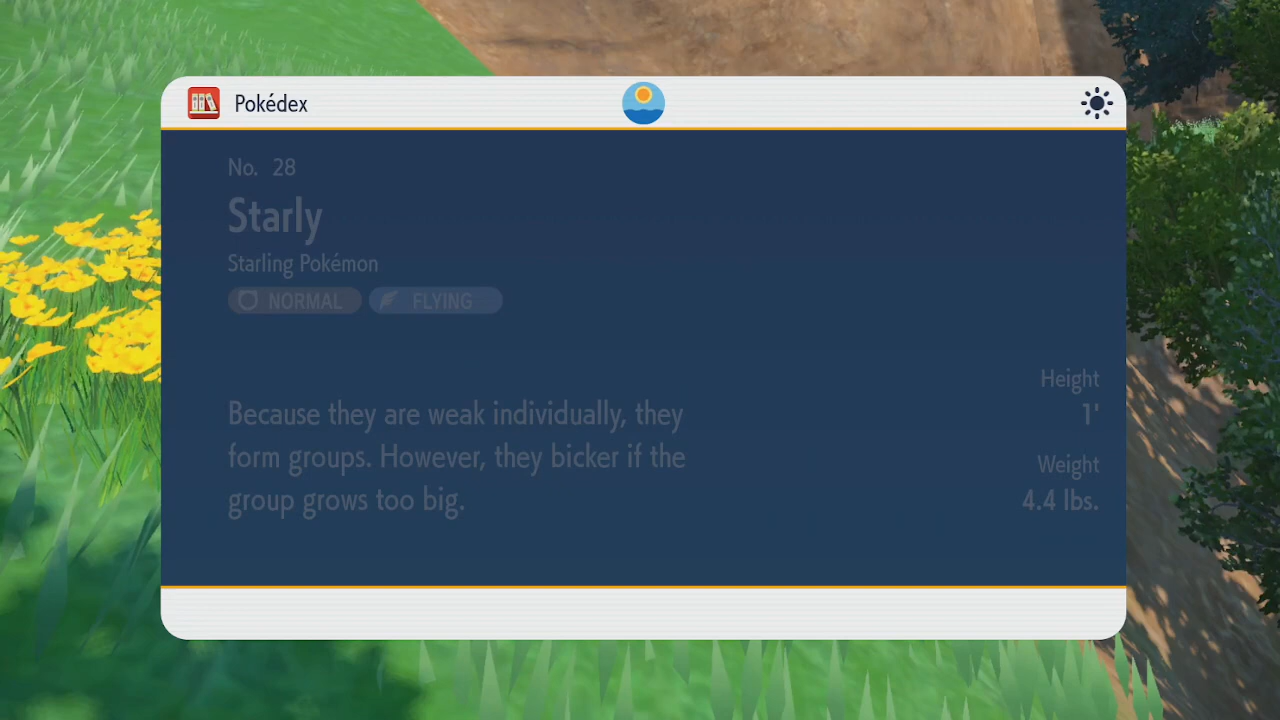 Pokédex
No. 28
Starly
Starling Pokémon
NORMAL FLYING
Because they are weak individually, they
form groups. However, they bicker if the
group grows too big.
Height
1'
Weight
4.4 lbs.